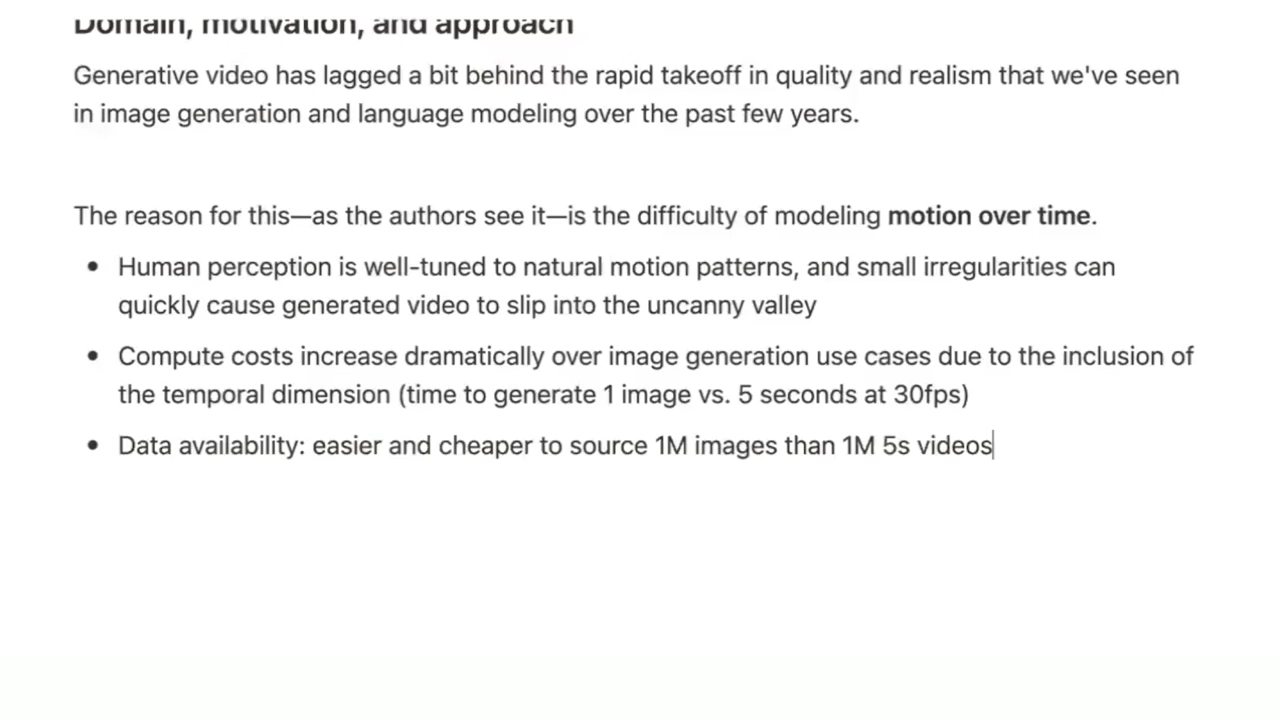 Domain, motivation, and approach
Generative video has lagged a bit behind the rapid takeoff in quality and realism that we've seen
in image generation and language modeling over the past few years.
The reason for this—as the authors see it—is the difficulty of modeling motion over time.
• Human perception is well-tuned to natural motion patterns, and small irregularities can
quickly cause generated video to slip into the uncanny valley
• Compute costs increase dramatically over image generation use cases due to the inclusion of
the temporal dimension (time to generate 1 image vs. 5 seconds at 30fps)
• Data availability: easier and cheaper to source 1M images than 1M 5s videos